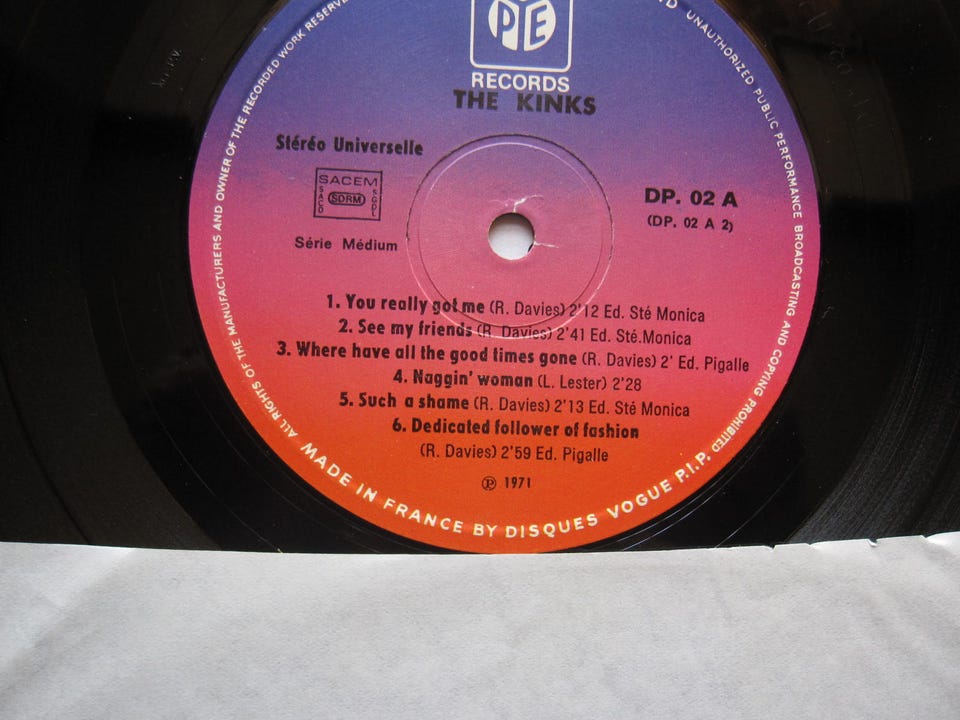 PYE
RECORDS
THE KINKS
Stéréo Universelle
SACEM
SACD
SDRM
SGDL
Série Médium
DP. 02 A
(DP. 02 A 2)
1. You really got me (R. Davies) 2'12 Ed. Sté Monica
2. See my friends (R. Davies) 2'41 Ed. Sté.Monica
3. Where have all the good times gone (R. Davies) 2' Ed. Pigalle
4. Naggin' woman (L. Lester) 2'28
5. Such a shame (R. Davies) 2'13 Ed. Sté Monica
6. Dedicated follower of fashion
(R. Davies) 2'59 Ed. Pigalle
℗ 1971
ALL RIGHTS OF THE MANUFACTURERS AND OWNER OF THE RECORDED WORK RESERVED
UNAUTHORIZED PUBLIC PERFORMANCE BROADCASTING AND COPYING PROHIBITED
MADE IN FRANCE BY DISQUES VOGUE P.I.P.